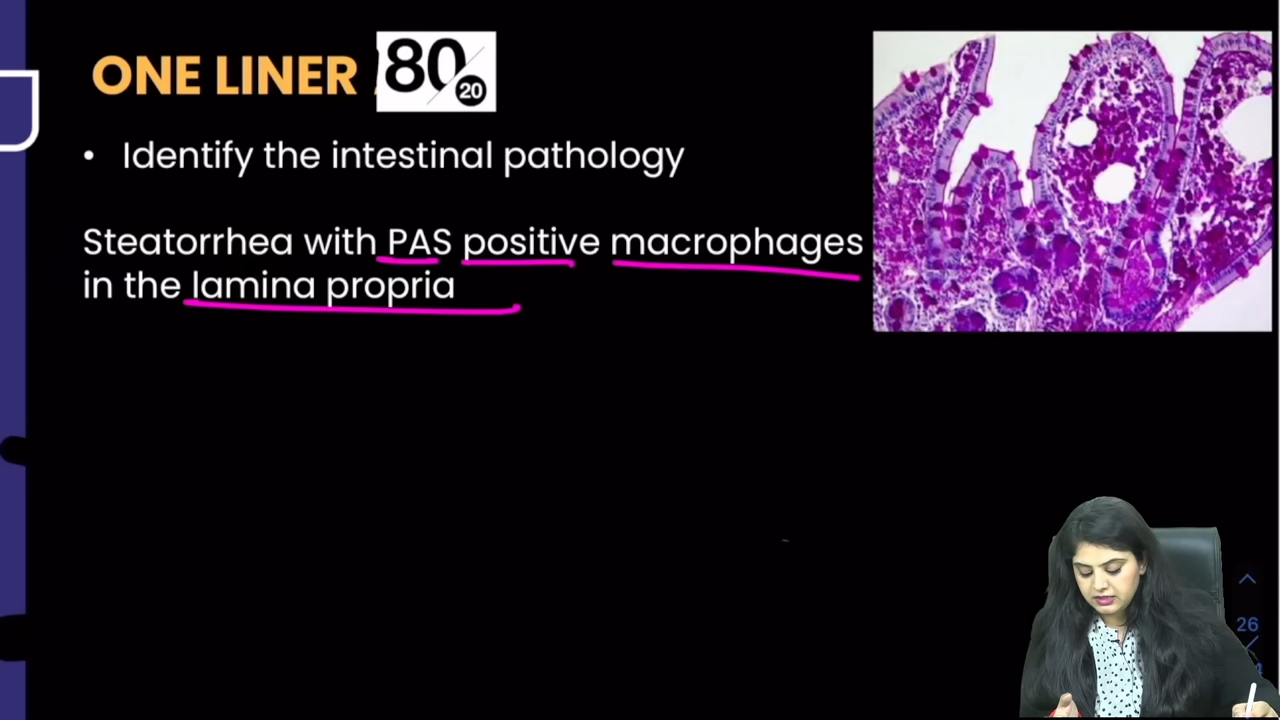 ONE LINER 80/20
• Identify the intestinal pathology
Steatorrhea with PAS positive macrophages
in the lamina propria
26